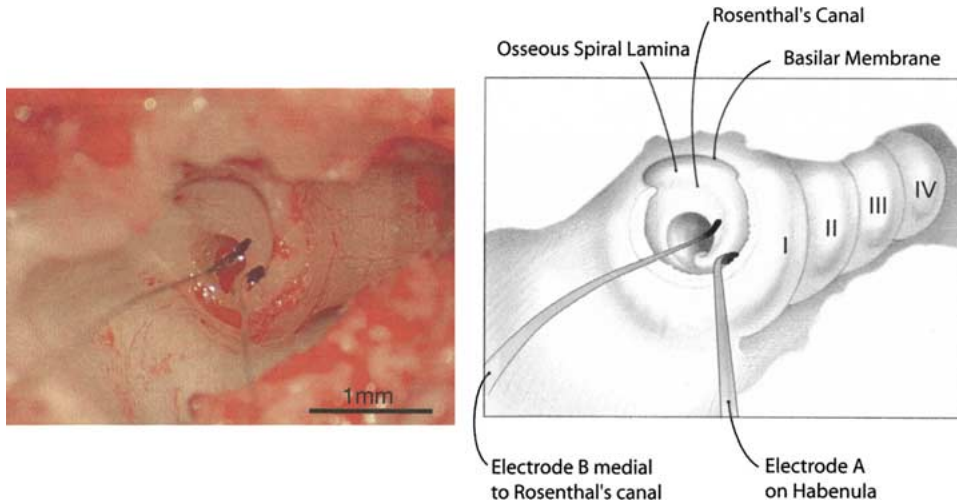 Rosenthal's Canal
Osseous Spiral Lamina
Basilar Membrane
I
II
III
IV
1mm
Electrode B medial
to Rosenthal's canal
Electrode A
on Habenula